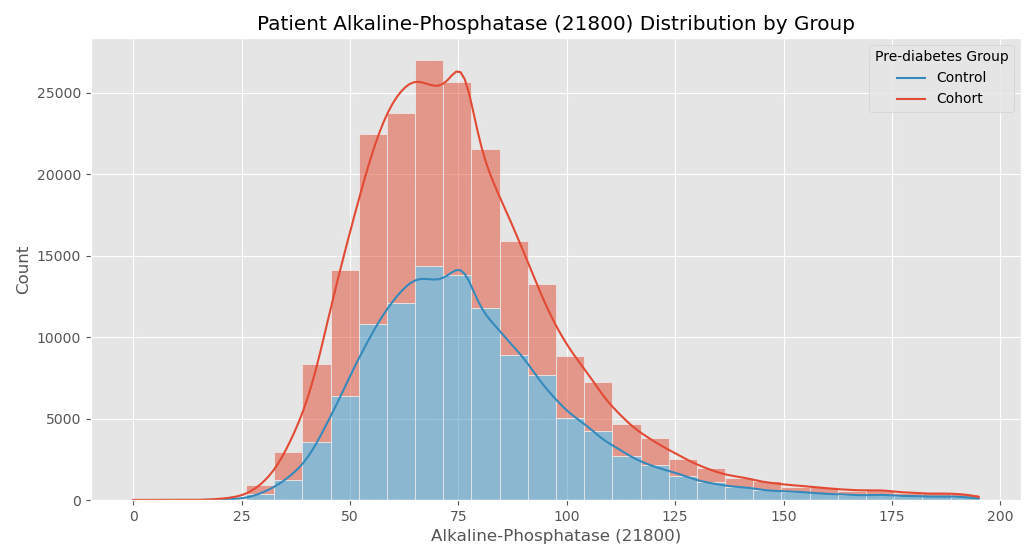 Patient Alkaline-Phosphatase (21800) Distribution by Group
Pre-diabetes Group
Control
Cohort
Count
25000
20000
15000
10000
5000
0
0 25 50 75 100 125 150 175 200
Alkaline-Phosphatase (21800)